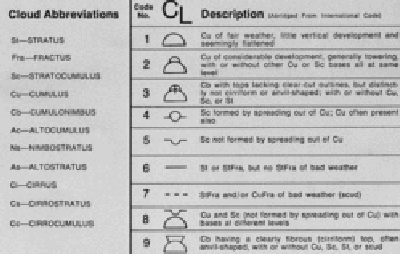 Cloud Abbreviations
St—STRATUS
Fra—FRACTUS
Sc—STRATOCUMULUS
Cu—CUMULUS
Cb—CUMULONIMBUS
Ac—ALTOCUMULUS
Ns—NIMBOSTRATUS
As—ALTOSTRATUS
Ci—CIRRUS
Cs—CIRROSTRATUS
Cc—CIRROCUMULUS
Code No. CL Description (Abridged From International Code)
1 Cu of fair weather, little vertical development and
seemingly flattened
2 Cu of considerable development, generally towering,
with or without other Cu or Sc bases all at same
level
3 Cb with tops lacking clear-cut outlines, but distinct-
ly not cirriform or anvil-shaped; with or without Cu,
Sc, or St
4 Sc formed by spreading out of Cu; Cu often present
also
5 Sc not formed by spreading out of Cu
6 St or StFra, but no StFra of bad weather
7 StFra and/or CuFra of bad weather (scud)
8 Cu and Sc (not formed by spreading out of Cu) with
bases at different levels
9 Cb having a clearly fibrous (cirriform) top, often
anvil-shaped, with or without Cu, Sc, St, or scud